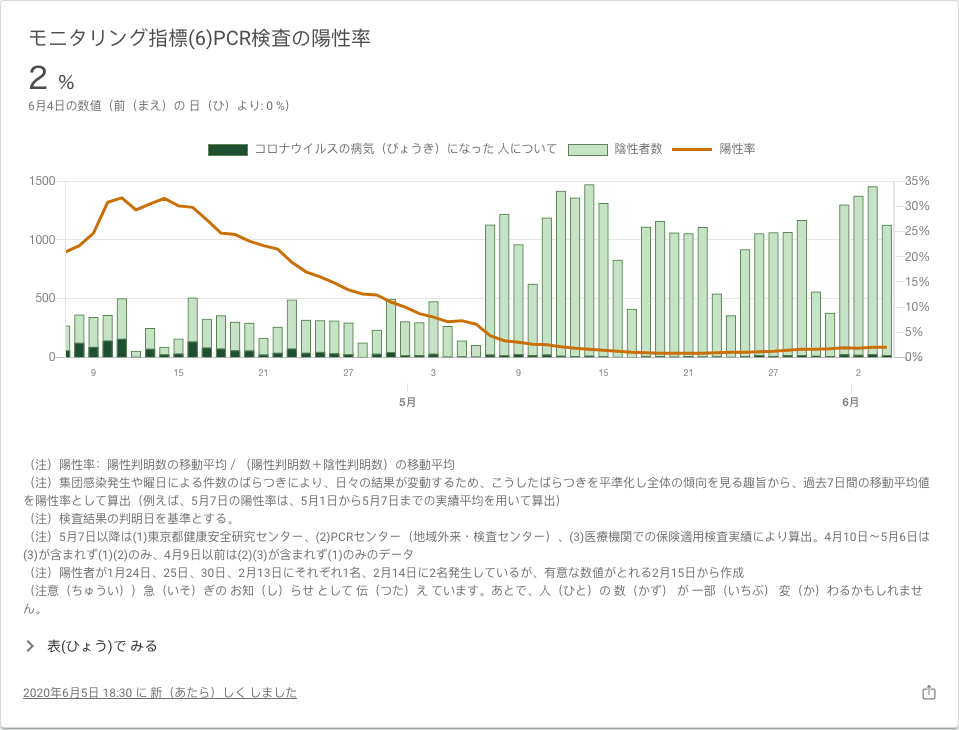 モニタリング指標(6)PCR検査の陽性率
2 %
6月4日の数値（前（まえ）の 日（ひ）より: 0 %）
コロナウイルスの病気（びょうき）になった 人について 陰性者数 陽性率
1500 35%
30%
1000 25%
20%
15%
500 10%
5%
0 0%
9 15 21 27 3 9 15 21 27 2
5月 6月
（注）陽性率：陽性判明数の移動平均 / （陽性判明数＋陰性判明数）の移動平均
（注）集団感染発生や曜日による件数のばらつきにより、日々の結果が変動するため、こうしたばらつきを平準化し全体の傾向を見る趣旨から、過去7日間の移動平均値
を陽性率として算出（例えば、5月7日の陽性率は、5月1日から5月7日までの実績平均を用いて算出）
（注）検査結果の判明日を基準とする。
（注）5月7日以降は(1)東京都健康安全研究センター、(2)PCRセンター（地域外来・検査センター）、(3)医療機関での保険適用検査実績により算出。4月10日～5月6日は
(3)が含まれず(1)(2)のみ、4月9日以前は(2)(3)が含まれず(1)のみのデータ
（注）陽性者が1月24日、25日、30日、2月13日にそれぞれ1名、2月14日に2名発生しているが、有意な数値がとれる2月15日から作成
（注意（ちゅうい））急（いそ）ぎの お知（し）らせ として 伝（つた）え ています。あとで、人（ひと）の 数（かず） が 一部（いちぶ） 変（か）わるかもしれませ
ん。
表(ひょう)で みる
2020年6月5日 18:30 に 新（あたら）しく しました